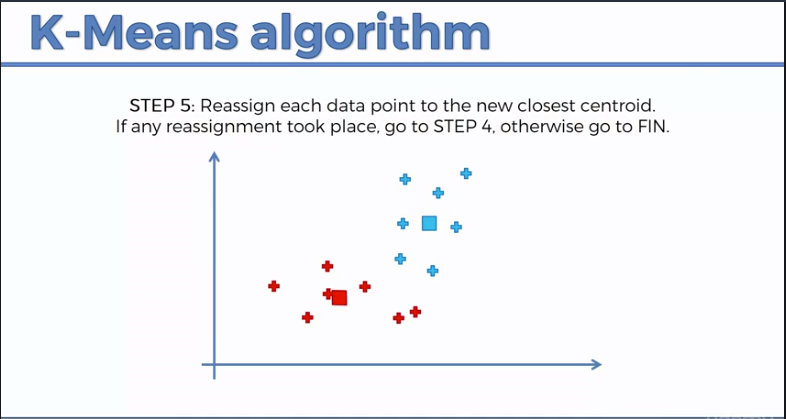 K-Means algorithm
STEP 5: Reassign each data point to the new closest centroid.
If any reassignment took place, go to STEP 4, otherwise go to FIN.